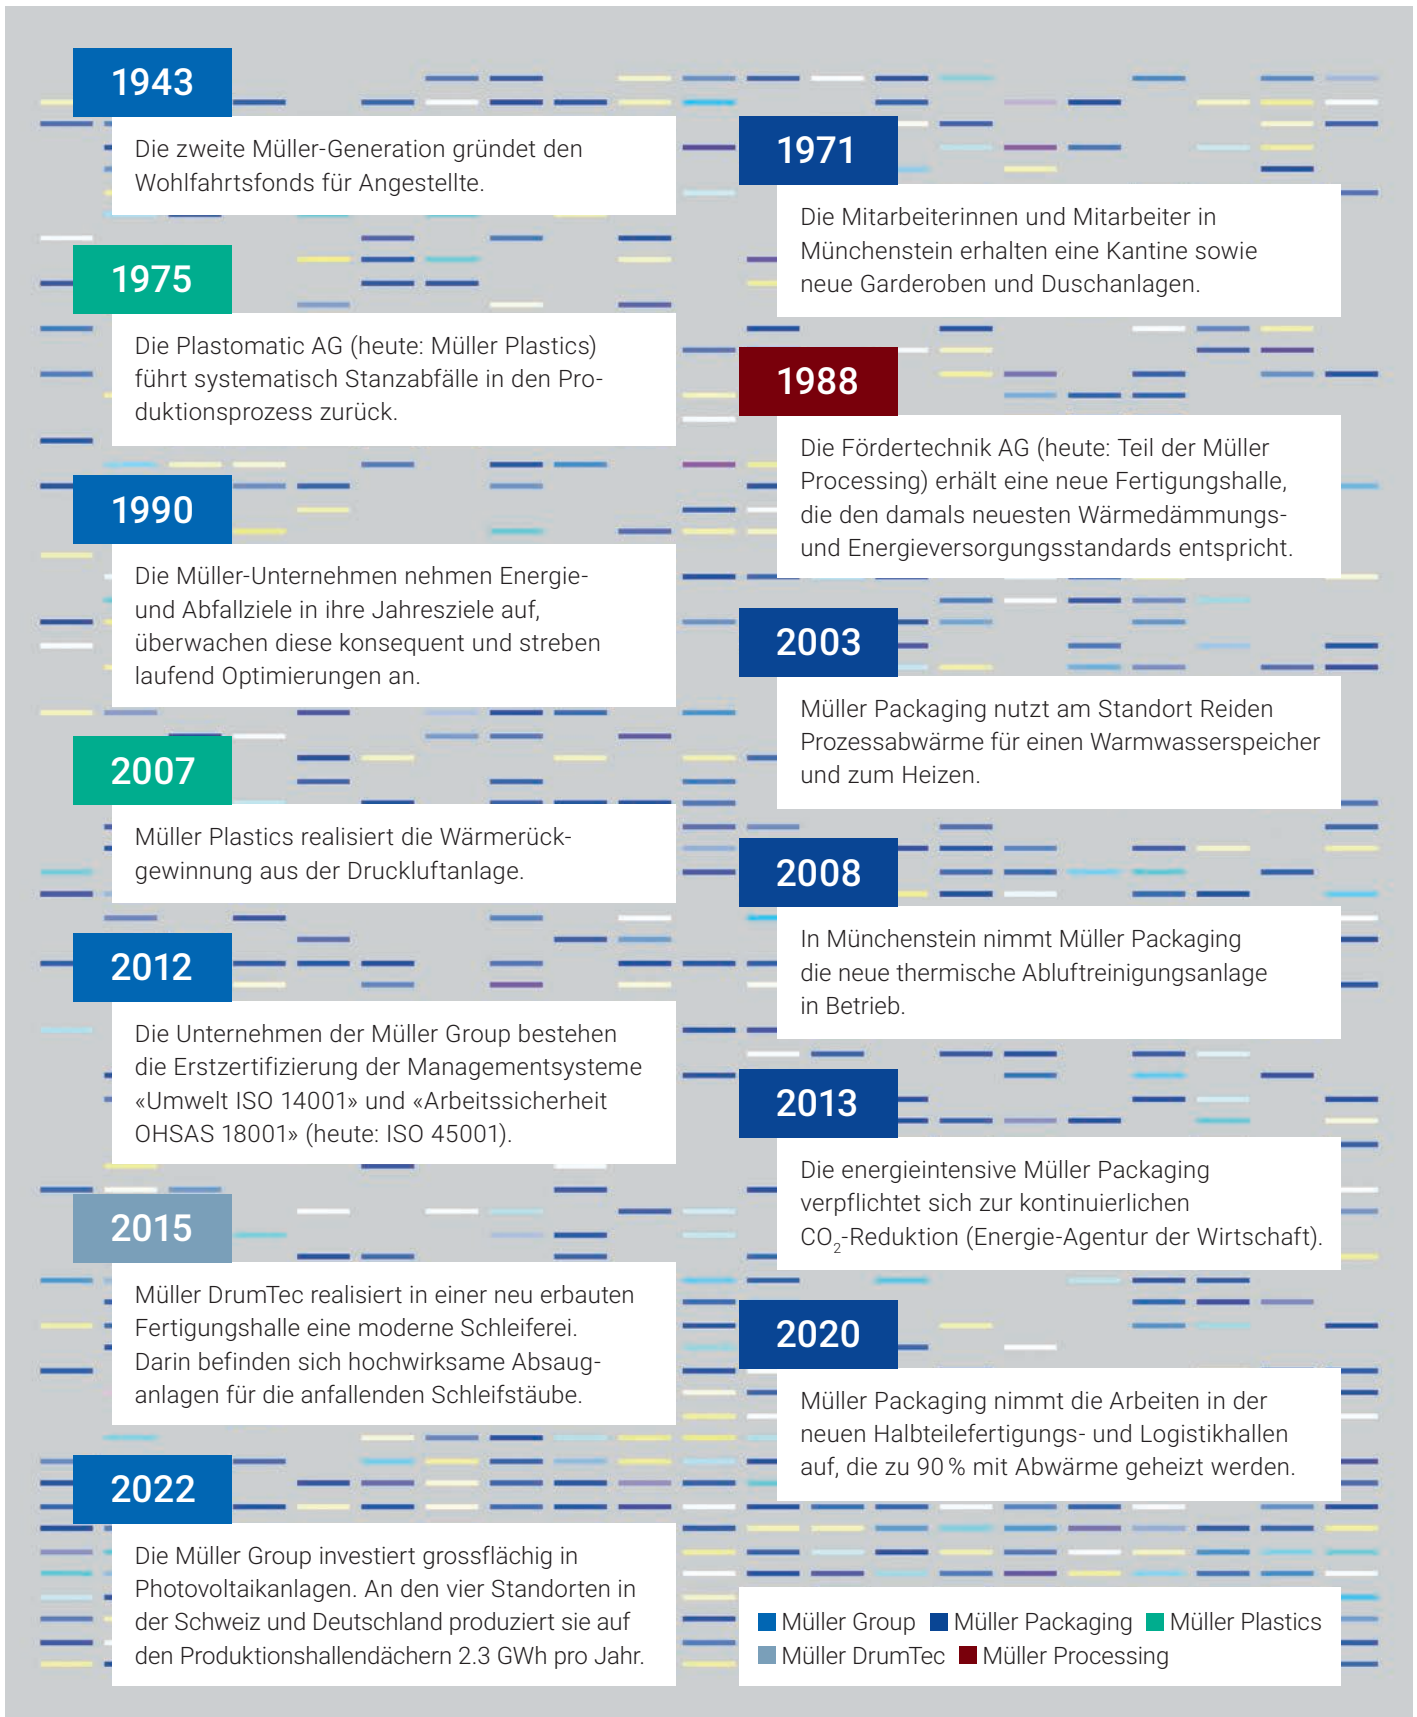 1943
Die zweite Müller-Generation gründet den
Wohlfahrtsfonds für Angestellte.
1971
Die Mitarbeiterinnen und Mitarbeiter in
Münchenstein erhalten eine Kantine sowie
neue Garderoben und Duschanlagen.
1975
Die Plastomatic AG (heute: Müller Plastics)
führt systematisch Stanzabfälle in den Pro-
duktionsprozess zurück.
1988
Die Fördertechnik AG (heute: Teil der Müller
Processing) erhält eine neue Fertigungshalle,
die den damals neuesten Wärmedämmungs-
und Energieversorgungsstandards entspricht.
1990
Die Müller-Unternehmen nehmen Energie-
und Abfallziele in ihre Jahresziele auf,
überwachen diese konsequent und streben
laufend Optimierungen an.
2003
Müller Packaging nutzt am Standort Reiden
Prozessabwärme für einen Warmwasserspeicher
und zum Heizen.
2007
Müller Plastics realisiert die Wärmerück-
gewinnung aus der Druckluftanlage.
2008
In Münchenstein nimmt Müller Packaging
die neue thermische Abluftreinigungsanlage
in Betrieb.
2012
Die Unternehmen der Müller Group bestehen
die Erstzertifizierung der Managementsysteme
«Umwelt ISO 14001» und «Arbeitssicherheit
OHSAS 18001» (heute: ISO 45001).
2013
Die energieintensive Müller Packaging
verpflichtet sich zur kontinuierlichen
CO₂-Reduktion (Energie-Agentur der Wirtschaft).
2015
Müller DrumTec realisiert in einer neu erbauten
Fertigungshalle eine moderne Schleiferei.
Darin befinden sich hochwirksame Absaug-
anlagen für die anfallenden Schleifstäube.
2020
Müller Packaging nimmt die Arbeiten in der
neuen Halbteilefertigungs- und Logistikhallen
auf, die zu 90 % mit Abwärme geheizt werden.
2022
Die Müller Group investiert grossflächig in
Photovoltaikanlagen. An den vier Standorten in
der Schweiz und Deutschland produziert sie auf
den Produktionshallendächern 2.3 GWh pro Jahr.
Müller Group Müller Packaging Müller Plastics
Müller DrumTec Müller Processing